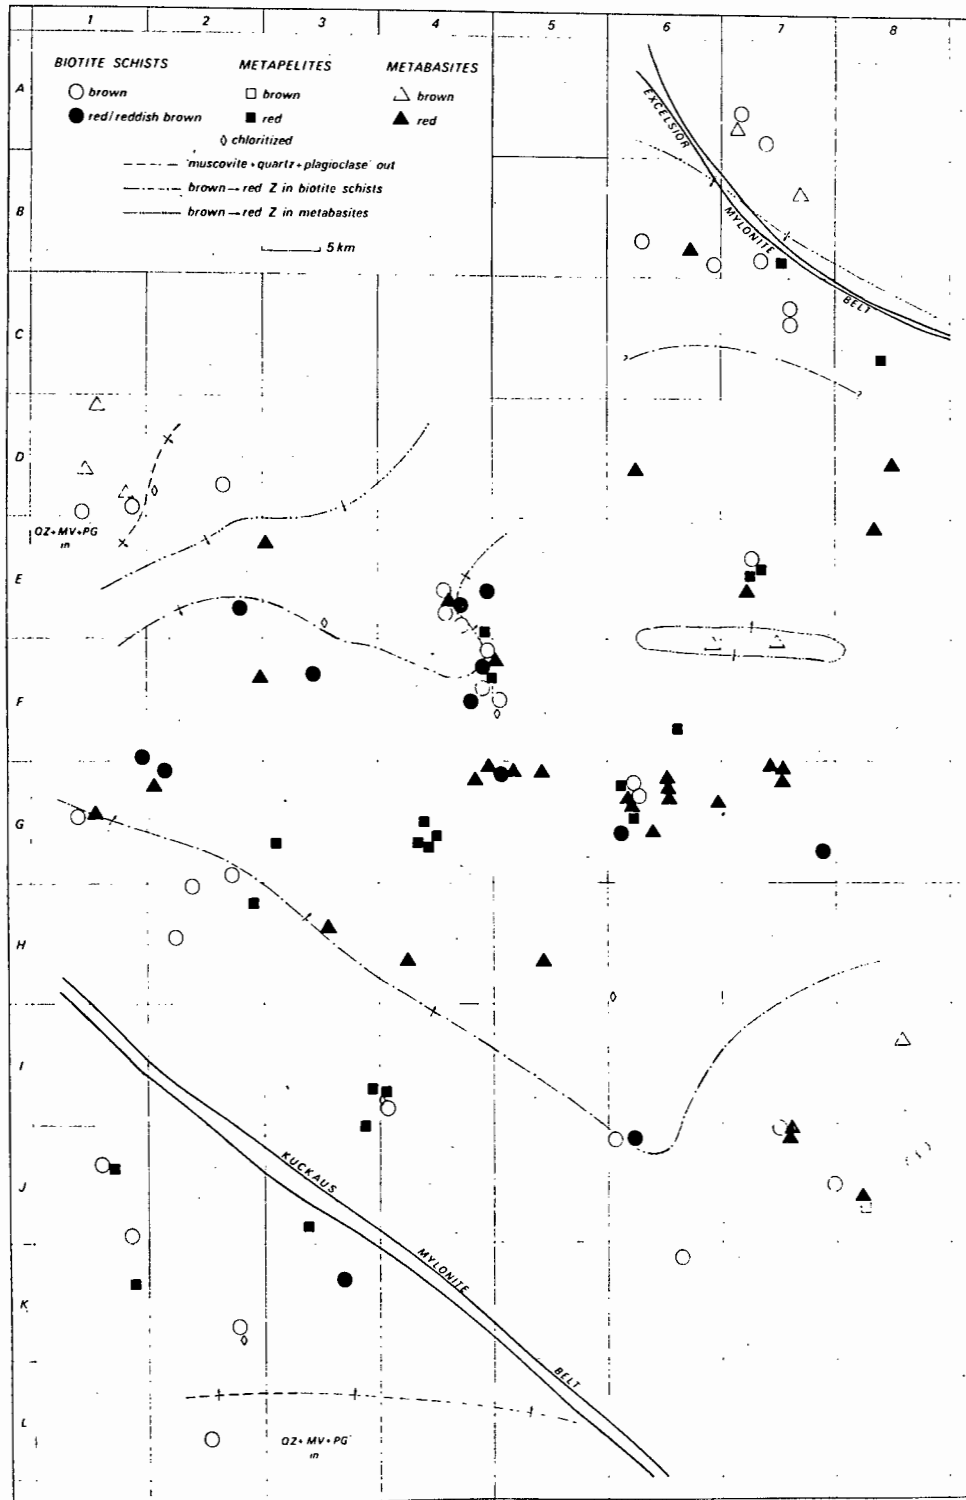 1 2 3 4 5 6 7 8
BIOTITE SCHISTS METAPELITES METABASITES
brown brown brown
red/reddish brown red red
chloritized
muscovite + quartz + plagioclase out
brown → red Z in biotite schists
brown → red Z in metabasites
5 km
A
B
C
D
E
F
G
H
I
J
K
L
EXCELSIOR
MYLONITE
BELT
QZ+MV+PG
in
?
?
KUCKAUS
MYLONITE
BELT
QZ+MV+PG
in